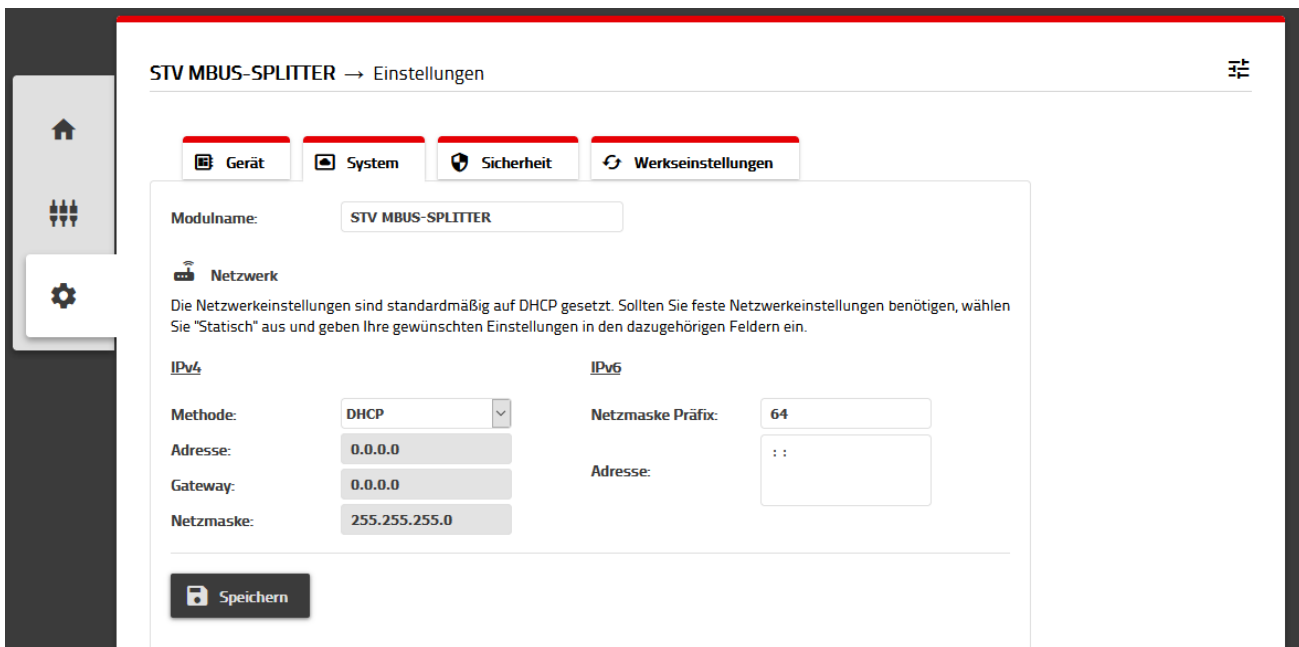 STV MBUS-SPLITTER → Einstellungen
Gerät System Sicherheit Werkseinstellungen
Modulname: STV MBUS-SPLITTER
Netzwerk
Die Netzwerkeinstellungen sind standardmäßig auf DHCP gesetzt. Sollten Sie feste Netzwerkeinstellungen benötigen, wählen
Sie "Statisch" aus und geben Ihre gewünschten Einstellungen in den dazugehörigen Feldern ein.
IPv4
Methode: DHCP
Adresse: 0.0.0.0
Gateway: 0.0.0.0
Netzmaske: 255.255.255.0
IPv6
Netzmaske Präfix: 64
Adresse: ::
Speichern